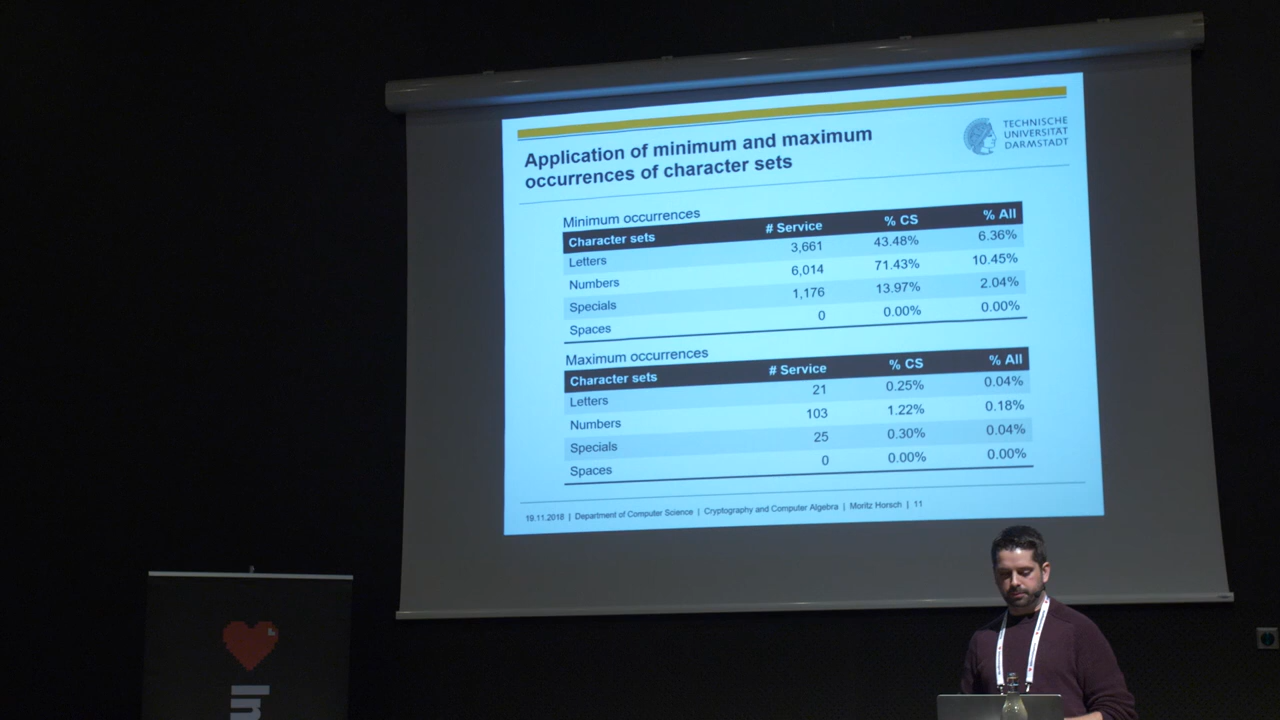 TECHNISCHE
UNIVERSITÄT
DARMSTADT
Application of minimum and maximum
occurrences of character sets
Minimum occurrences
Character sets # Service % CS % All
Letters 3,661 43.48% 6.36%
Numbers 6,014 71.43% 10.45%
Specials 1,176 13.97% 2.04%
Spaces 0 0.00% 0.00%
Maximum occurrences
Character sets # Service % CS % All
Letters 21 0.25% 0.04%
Numbers 103 1.22% 0.18%
Specials 25 0.30% 0.04%
Spaces 0 0.00% 0.00%
19.11.2018 | Department of Computer Science | Cryptography and Computer Algebra | Moritz Horsch | 11
In